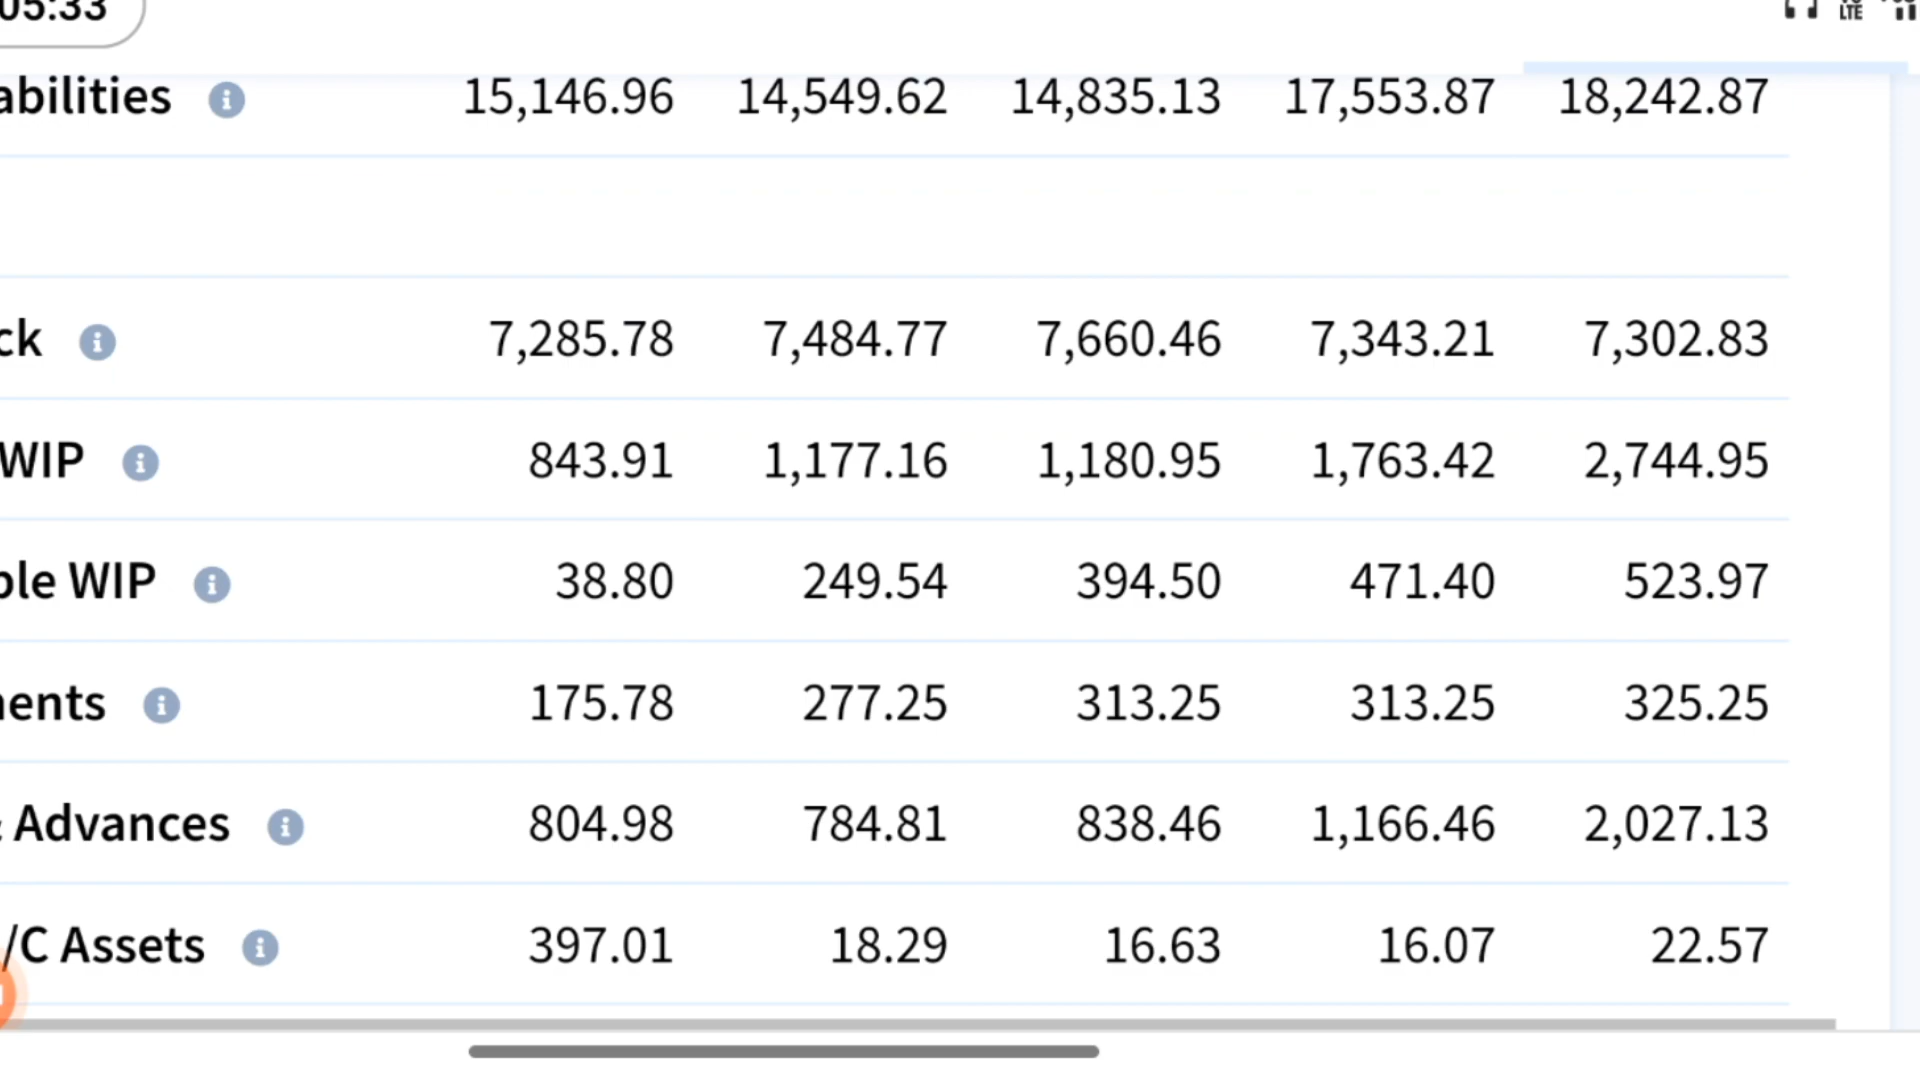 05:33 LTE
abilities 15,146.96 14,549.62 14,835.13 17,553.87 18,242.87
ck 7,285.78 7,484.77 7,660.46 7,343.21 7,302.83
WIP 843.91 1,177.16 1,180.95 1,763.42 2,744.95
ble WIP 38.80 249.54 394.50 471.40 523.97
ents 175.78 277.25 313.25 313.25 325.25
& Advances 804.98 784.81 838.46 1,166.46 2,027.13
/C Assets 397.01 18.29 16.63 16.07 22.57